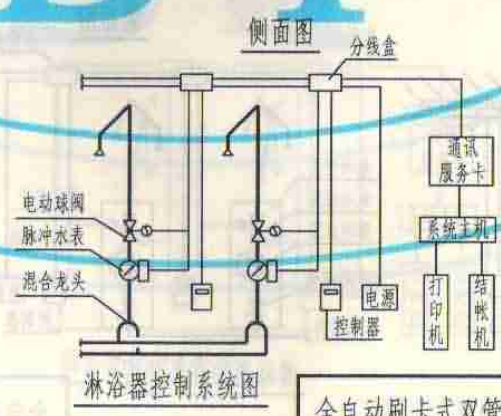 侧面图
分线盒
通讯
服务卡
电动球阀
脉冲水表
系统主机
混合龙头
电源
打印机
结帐机
控制器
淋浴器控制系统图
全自动刷卡式双管